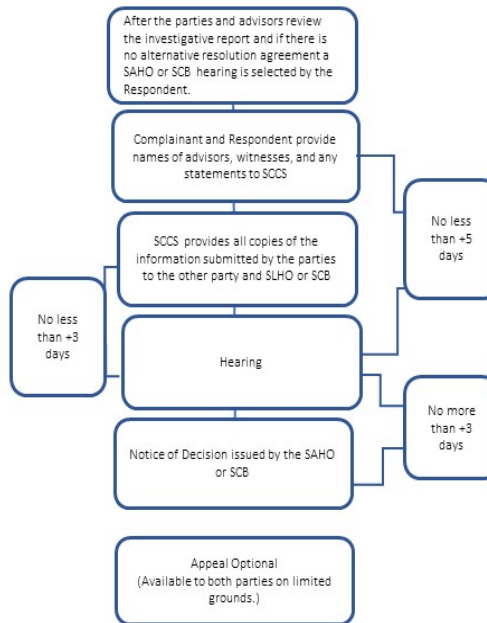 After the parties and advisors review
the investigative report and if there is
no alternative resolution agreement a
SAHO or SCB hearing is selected by the
Respondent.
Complainant and Respondent provide
names of advisors, witnesses, and any
statements to SCCS
No less
than +5
days
SCCS provides all copies of the
information submitted by the parties
to the other party and SLHO or SCB
No less
than +3
days
Hearing
No more
than +3
days
Notice of Decision issued by the SAHO
or SCB
Appeal Optional
(Available to both parties on limited
grounds.)